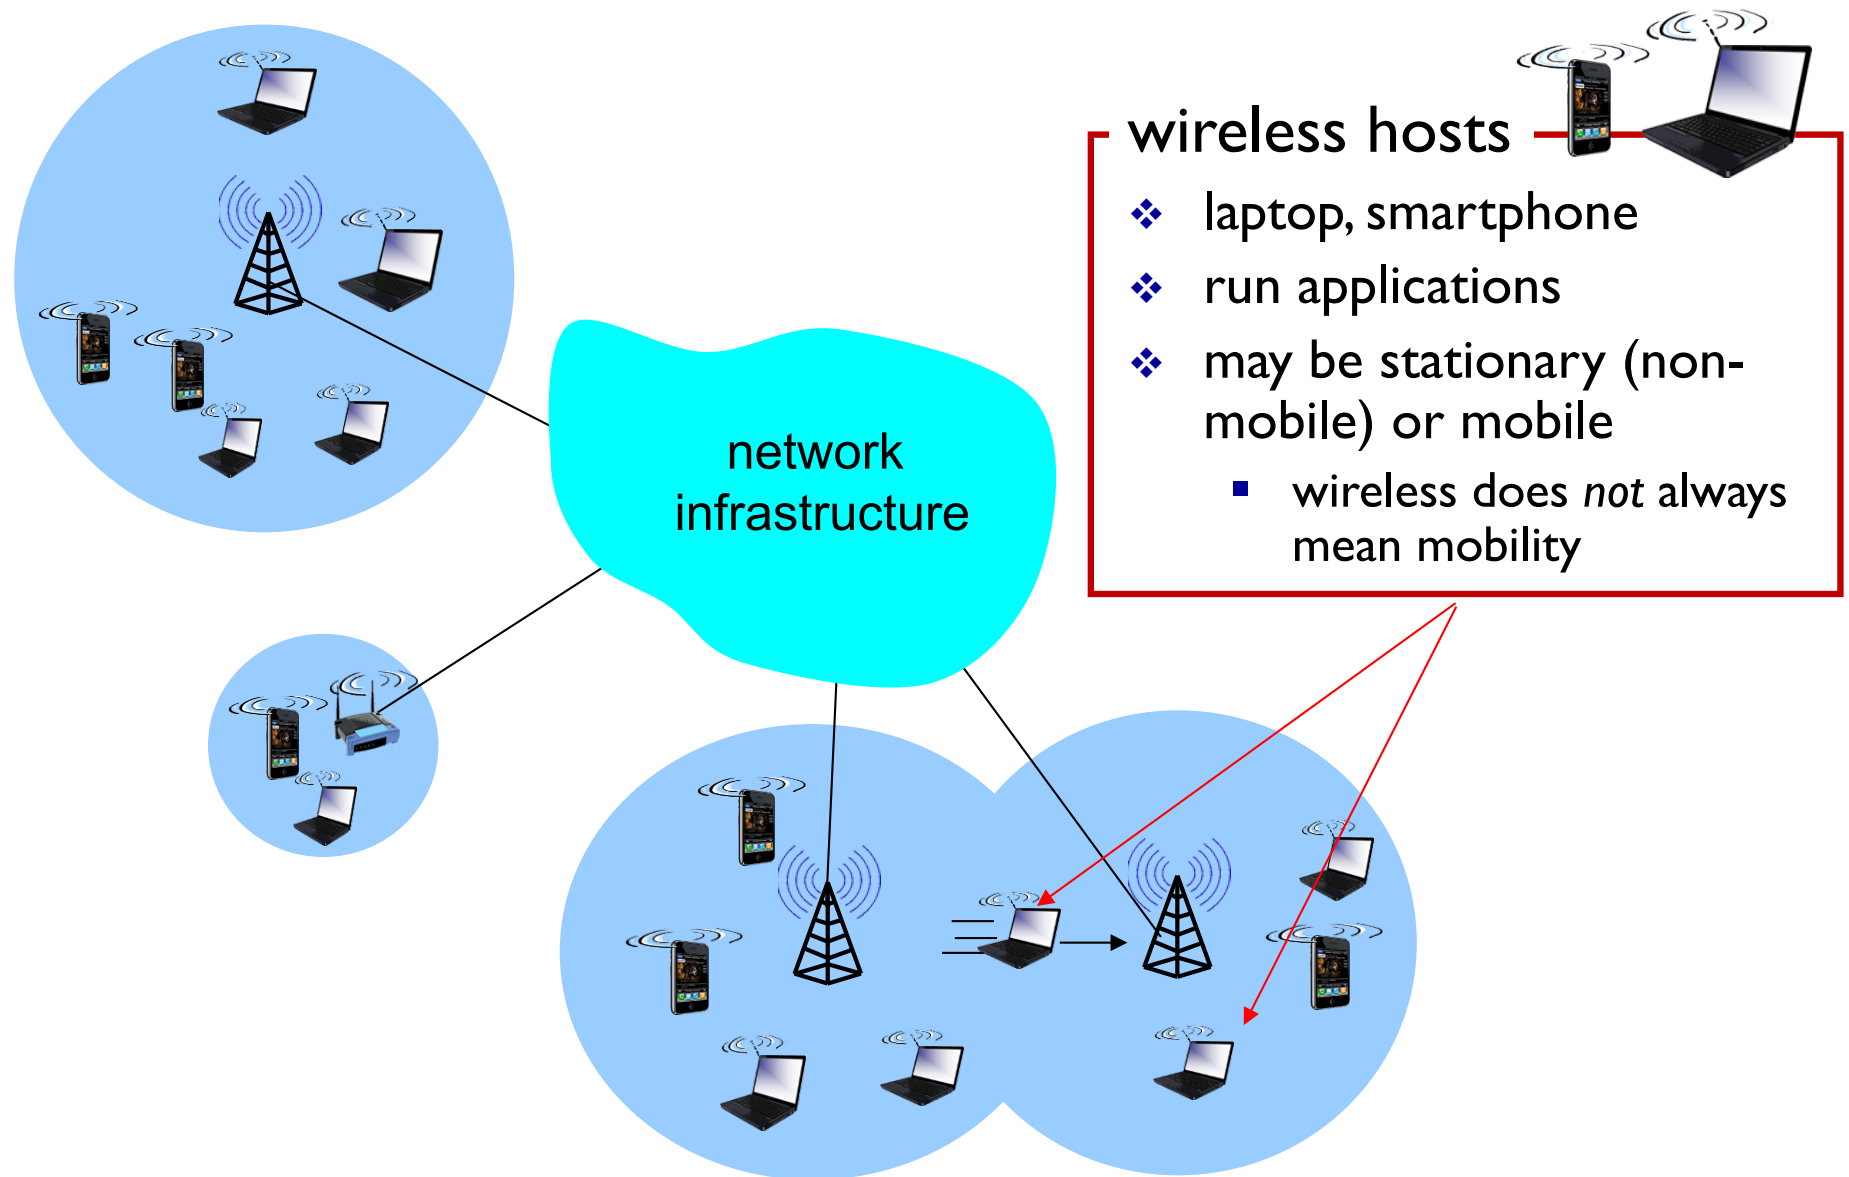 wireless hosts
❖ laptop, smartphone
❖ run applications
❖ may be stationary (non-
mobile) or mobile
▪ wireless does not always
mean mobility
network
infrastructure